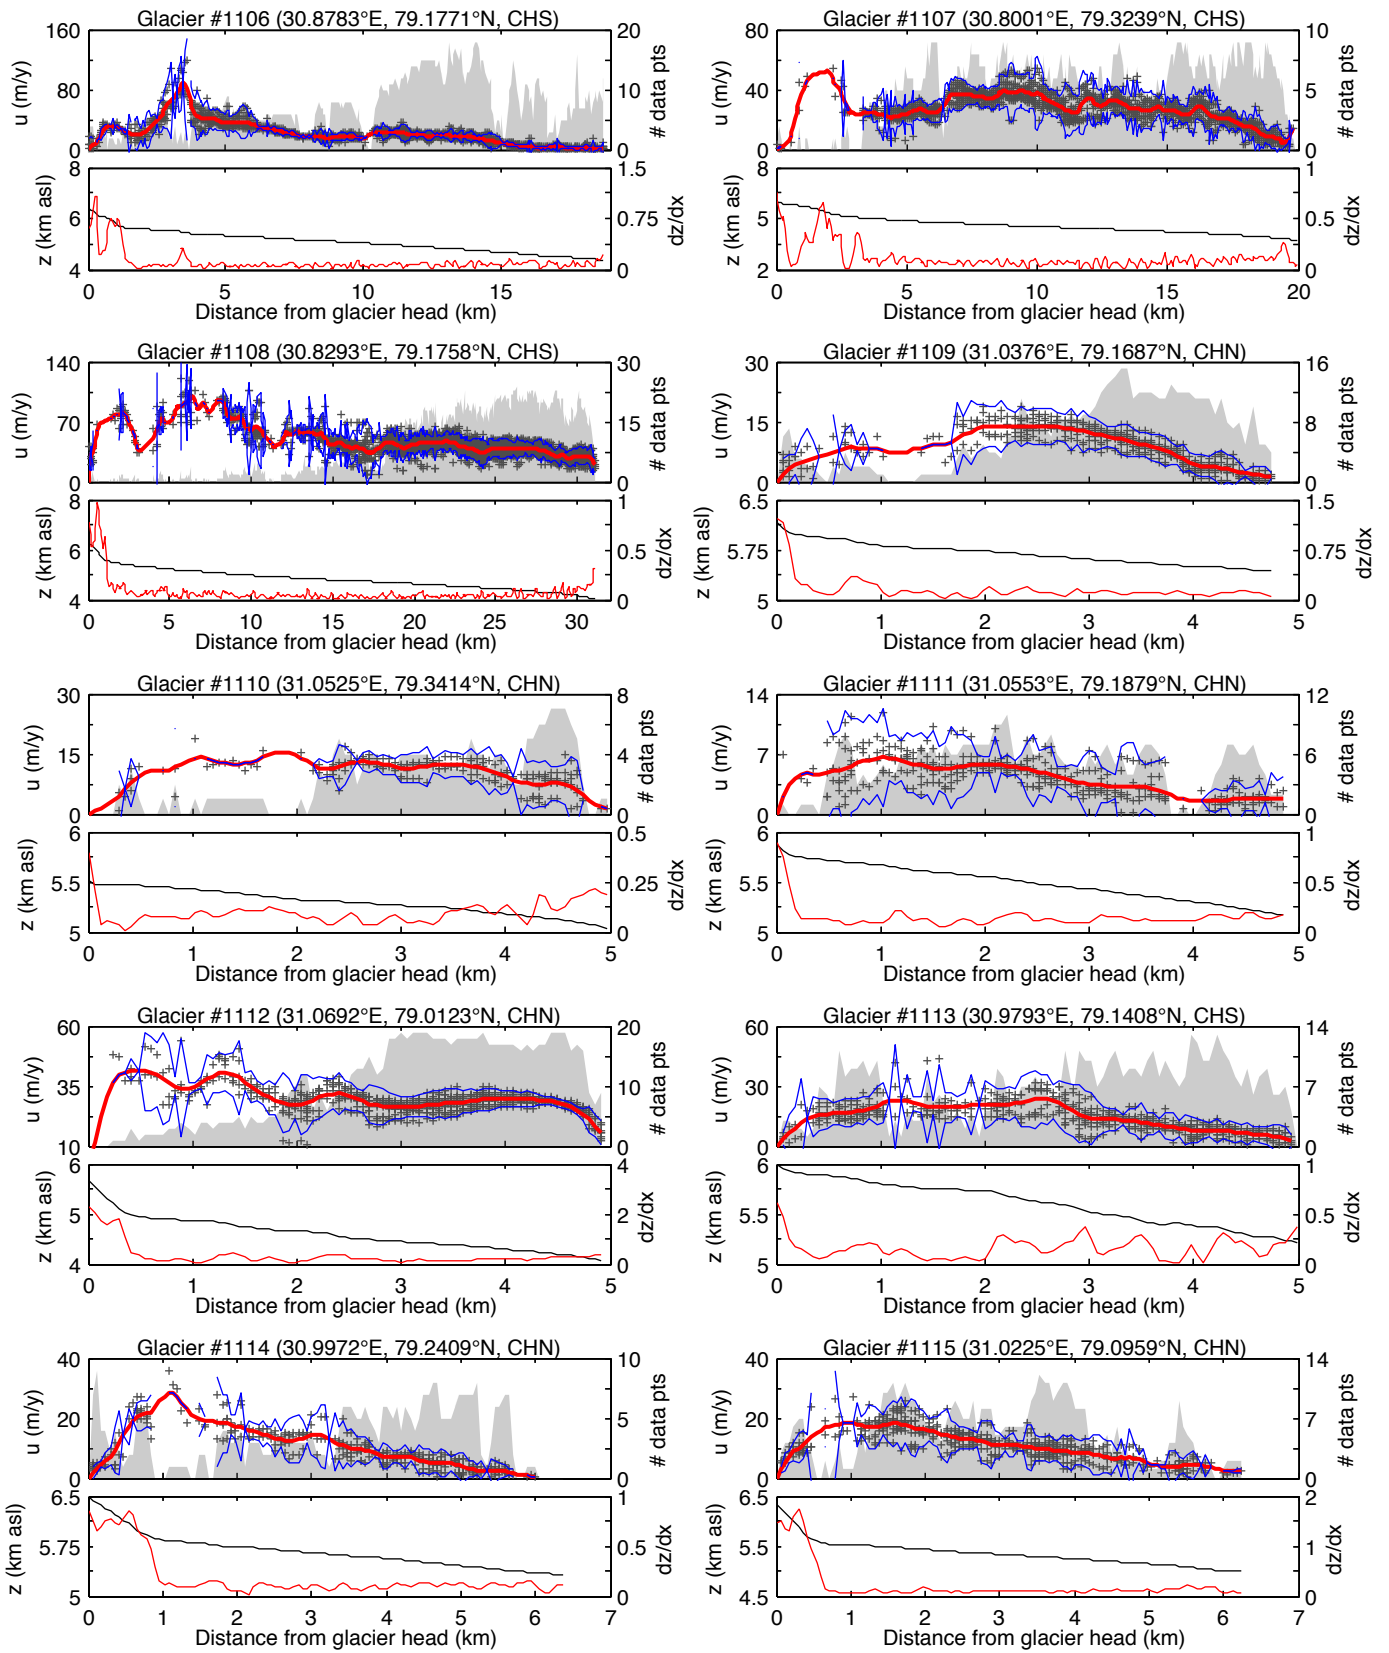 Glacier #1106 (30.8783°E, 79.1771°N, CHS)
160
80
0
u (m/y)
20
10
0
# data pts
8
6
4
z (km asl)
1.5
0.75
0
dz/dx
0 5 10 15
Distance from glacier head (km)
Glacier #1107 (30.8001°E, 79.3239°N, CHS)
80
40
0
u (m/y)
10
5
0
# data pts
8
5
2
z (km asl)
1
0.5
0
dz/dx
0 5 10 15 20
Distance from glacier head (km)
Glacier #1108 (30.8293°E, 79.1758°N, CHS)
140
70
0
u (m/y)
30
15
0
# data pts
8
6
4
z (km asl)
1
0.5
0
dz/dx
0 5 10 15 20 25 30
Distance from glacier head (km)
Glacier #1109 (31.0376°E, 79.1687°N, CHN)
30
15
0
u (m/y)
16
8
0
# data pts
6.5
5.75
5
z (km asl)
1.5
0.75
0
dz/dx
0 1 2 3 4 5
Distance from glacier head (km)
Glacier #1110 (31.0525°E, 79.3414°N, CHN)
30
15
0
u (m/y)
8
4
0
# data pts
6
5.5
5
z (km asl)
0.5
0.25
0
dz/dx
0 1 2 3 4 5
Distance from glacier head (km)
Glacier #1111 (31.0553°E, 79.1879°N, CHN)
14
7
0
u (m/y)
12
6
0
# data pts
6
5.5
5
z (km asl)
1
0.5
0
dz/dx
0 1 2 3 4 5
Distance from glacier head (km)
Glacier #1112 (31.0692°E, 79.0123°N, CHN)
60
35
10
u (m/y)
20
10
0
# data pts
6
5
4
z (km asl)
4
2
0
dz/dx
0 1 2 3 4 5
Distance from glacier head (km)
Glacier #1113 (30.9793°E, 79.1408°N, CHS)
60
30
0
u (m/y)
14
7
0
# data pts
6
5.5
5
z (km asl)
1
0.5
0
dz/dx
0 1 2 3 4 5
Distance from glacier head (km)
Glacier #1114 (30.9972°E, 79.2409°N, CHN)
40
20
0
u (m/y)
10
5
0
# data pts
6.5
5.75
5
z (km asl)
1
0.5
0
dz/dx
0 1 2 3 4 5 6 7
Distance from glacier head (km)
Glacier #1115 (31.0225°E, 79.0959°N, CHN)
40
20
0
u (m/y)
14
7
0
# data pts
6.5
5.5
4.5
z (km asl)
2
1
0
dz/dx
0 1 2 3 4 5 6 7
Distance from glacier head (km)